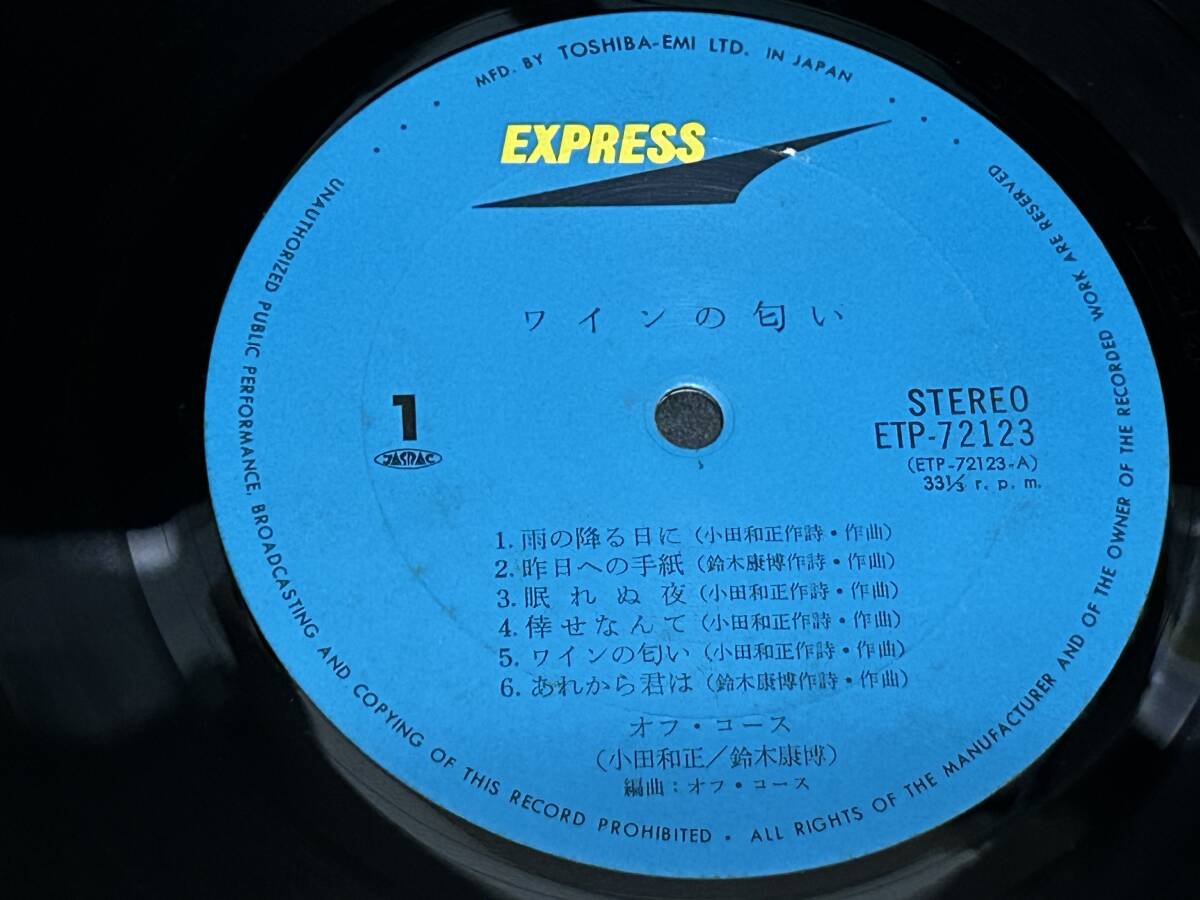 MFD. BY TOSHIBA-EMI LTD. IN JAPAN
EXPRESS
ワインの匂い
1
JASRAC
STEREO
ETP-72123
(ETP-72123-A)
33⅓ r. p. m.
1. 雨の降る日に (小田和正作詩・作曲)
2. 昨日への手紙 (鈴木康博作詩・作曲)
3. 眠れぬ夜 (小田和正作詩・作曲)
4. 倖せなんて (小田和正作詩・作曲)
5. ワインの匂い (小田和正作詩・作曲)
6. あれから君は (鈴木康博作詩・作曲)
オフ・コース
(小田和正／鈴木康博)
編曲：オフ・コース
UNAUTHORIZED PUBLIC PERFORMANCE, BROADCASTING AND COPYING OF THIS RECORD PROHIBITED • ALL RIGHTS OF THE MANUFACTURER AND OF THE OWNER OF THE RECORDED WORK ARE RESERVED